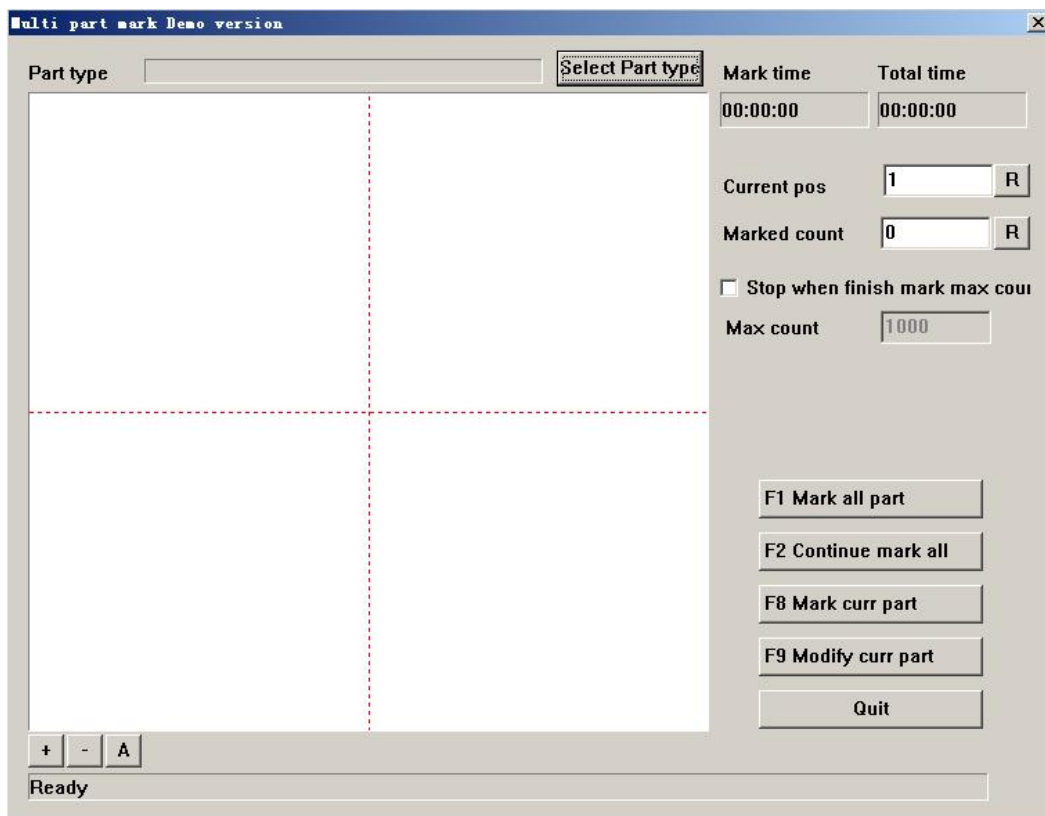 Multi part mark Demo version
Part type
Select Part type
Mark time Total time
00:00:00 00:00:00
Current pos 1 R
Marked count 0 R
Stop when finish mark max cou
Max count 1000
F1 Mark all part
F2 Continue mark all
F8 Mark curr part
F9 Modify curr part
Quit
+ - A
Ready